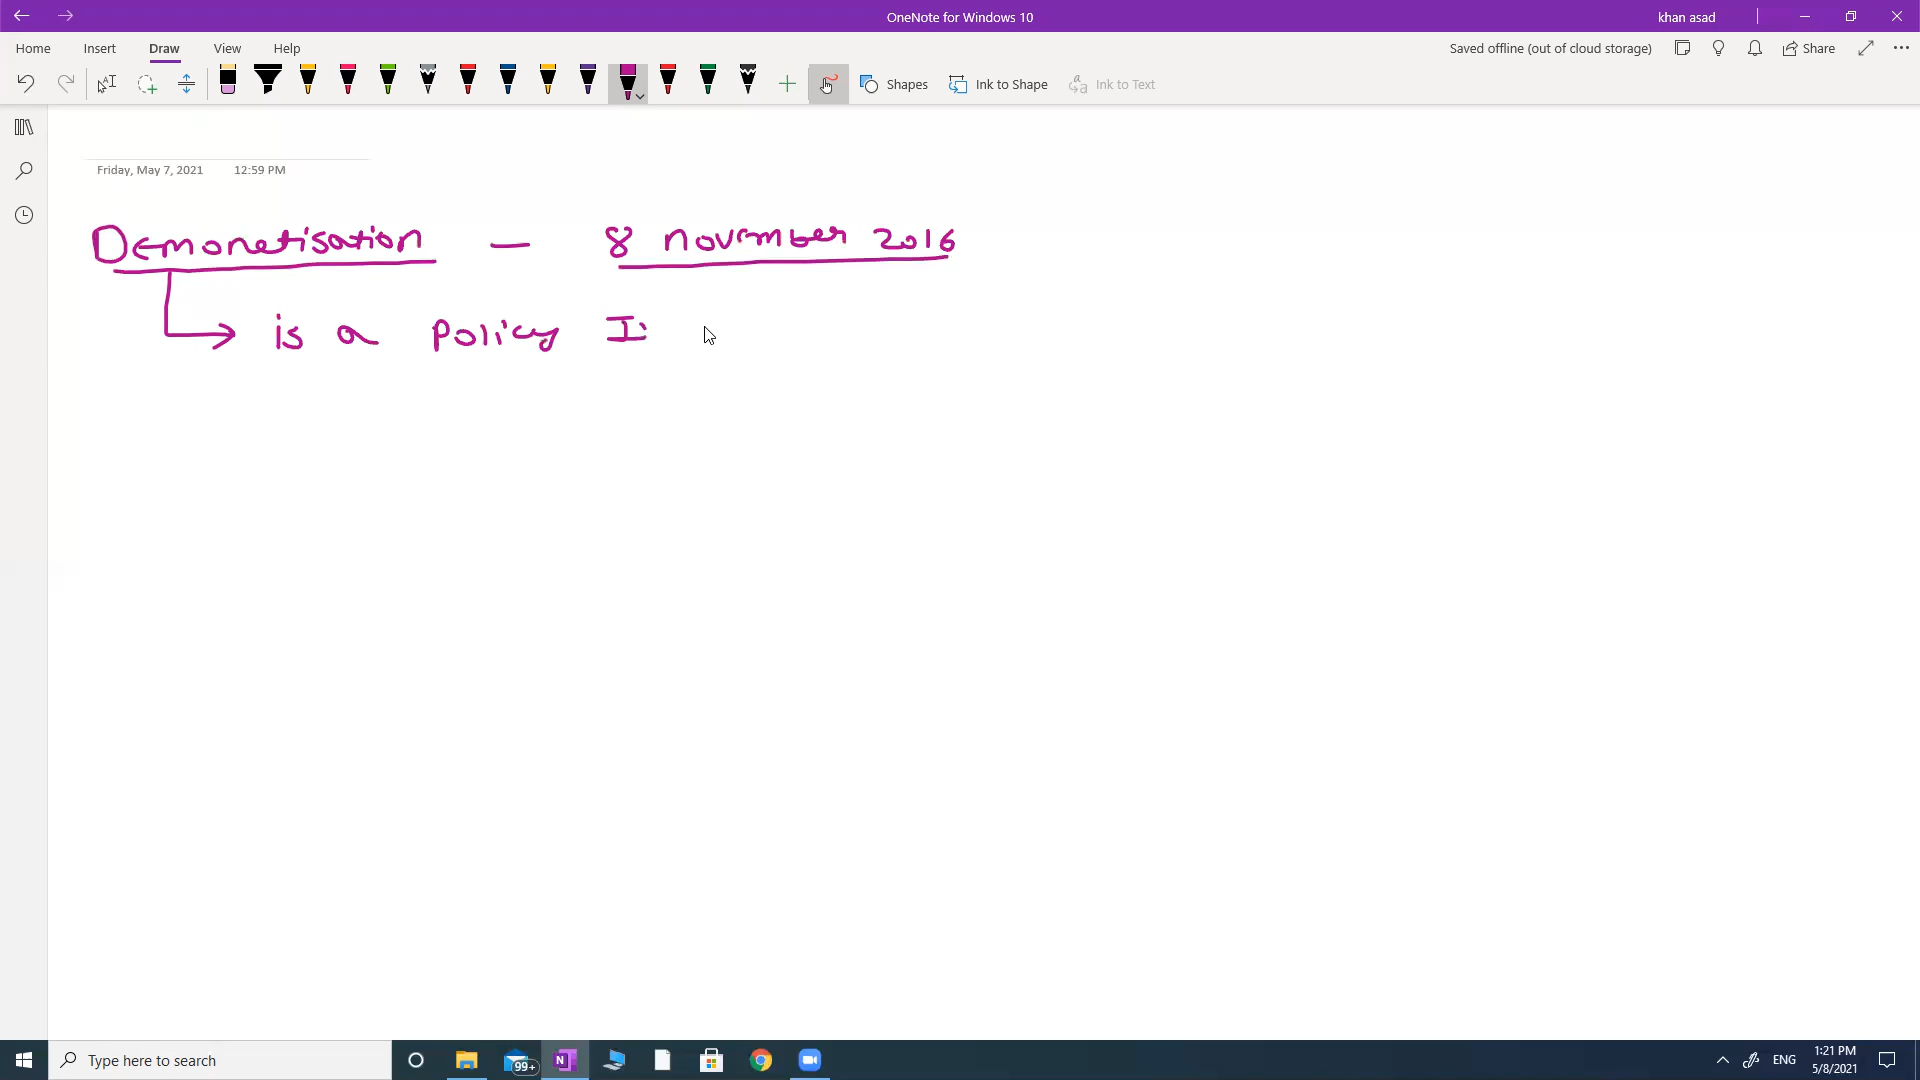 OneNote for Windows 10
khan asad
Home Insert Draw View Help
Saved offline (out of cloud storage)
Share
Shapes
Ink to Shape
Ink to Text
Friday, May 7, 2021 12:59 PM
Demonetisation — 8 november 2016
is a Policy I
Type here to search
99+
ENG
1:21 PM
5/8/2021